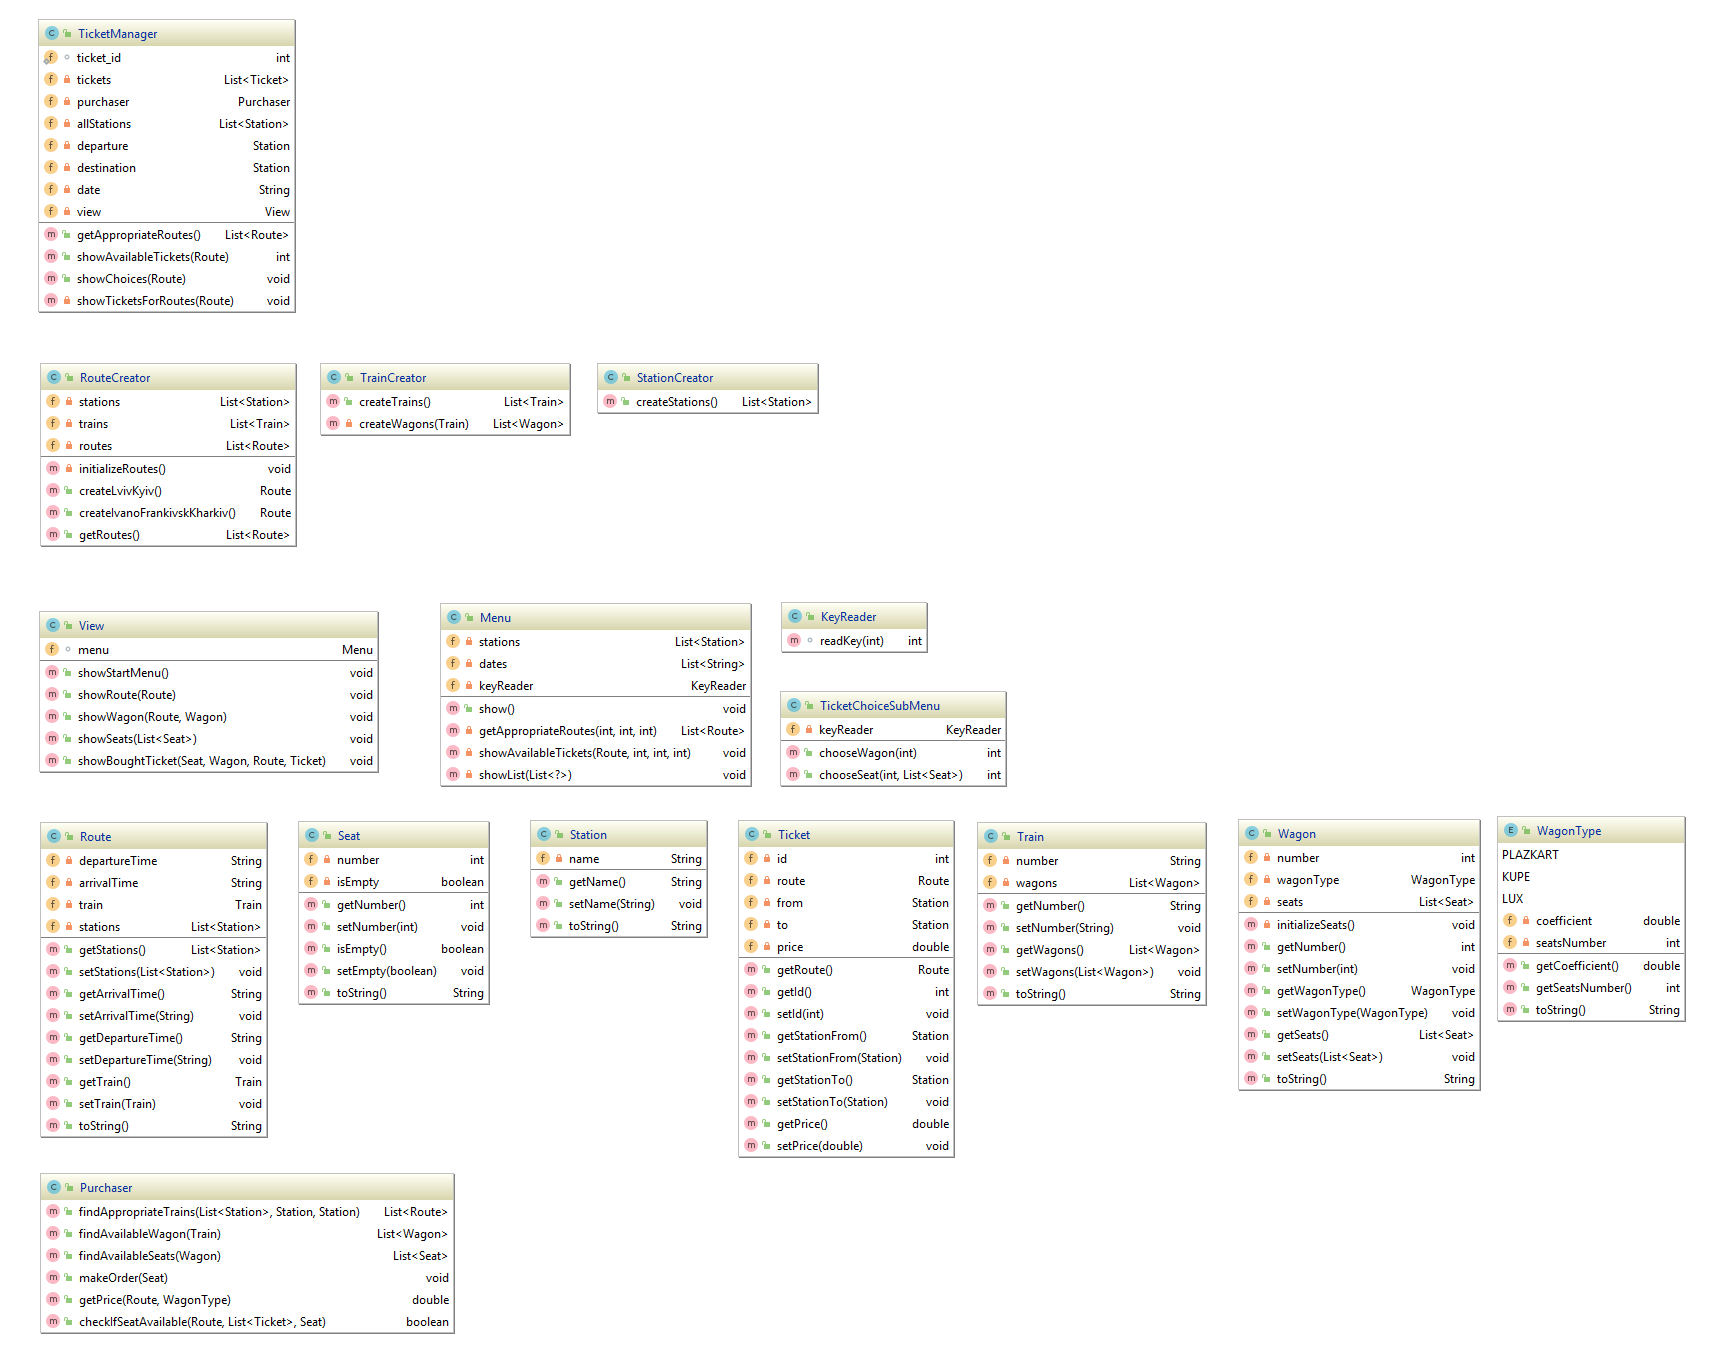 TicketManager
ticket_id int
tickets List<Ticket>
purchaser Purchaser
allStations List<Station>
departure Station
destination Station
date String
view View
getAppropriateRoutes() List<Route>
showAvailableTickets(Route) int
showChoices(Route) void
showTicketsForRoutes(Route) void
RouteCreator
stations List<Station>
trains List<Train>
routes List<Route>
initializeRoutes() void
createLvivKyiv() Route
createIvanoFrankivskKharkiv() Route
getRoutes() List<Route>
TrainCreator
createTrains() List<Train>
createWagons(Train) List<Wagon>
StationCreator
createStations() List<Station>
View
menu Menu
showStartMenu() void
showRoute(Route) void
showWagon(Route, Wagon) void
showSeats(List<Seat>) void
showBoughtTicket(Seat, Wagon, Route, Ticket) void
Menu
stations List<Station>
dates List<String>
keyReader KeyReader
show() void
getAppropriateRoutes(int, int, int) List<Route>
showAvailableTickets(Route, int, int, int) void
showList(List<?>) void
KeyReader
readKey(int) int
TicketChoiceSubMenu
keyReader KeyReader
chooseWagon(int) int
chooseSeat(int, List<Seat>) int
Route
departureTime String
arrivalTime String
train Train
stations List<Station>
getStations() List<Station>
setStations(List<Station>) void
getArrivalTime() String
setArrivalTime(String) void
getDepartureTime() String
setDepartureTime(String) void
getTrain() Train
setTrain(Train) void
toString() String
Seat
number int
isEmpty boolean
getNumber() int
setNumber(int) void
isEmpty() boolean
setEmpty(boolean) void
toString() String
Station
name String
getName() String
setName(String) void
toString() String
Ticket
id int
route Route
from Station
to Station
price double
getRoute() Route
getId() int
setId(int) void
getStationFrom() Station
setStationFrom(Station) void
getStationTo() Station
setStationTo(Station) void
getPrice() double
setPrice(double) void
Train
number String
wagons List<Wagon>
getNumber() String
setNumber(String) void
getWagons() List<Wagon>
setWagons(List<Wagon>) void
toString() String
Wagon
number int
wagonType WagonType
seats List<Seat>
initializeSeats() void
getNumber() int
setNumber(int) void
getWagonType() WagonType
setWagonType(WagonType) void
getSeats() List<Seat>
setSeats(List<Seat>) void
toString() String
WagonType
PLAZKART
KUPE
LUX
coefficient double
seatsNumber int
getCoefficient() double
getSeatsNumber() int
toString() String
Purchaser
findAppropriateTrains(List<Station>, Station, Station) List<Route>
findAvailableWagon(Train) List<Wagon>
findAvailableSeats(Wagon) List<Seat>
makeOrder(Seat) void
getPrice(Route, WagonType) double
checkIfSeatAvailable(Route, List<Ticket>, Seat) boolean